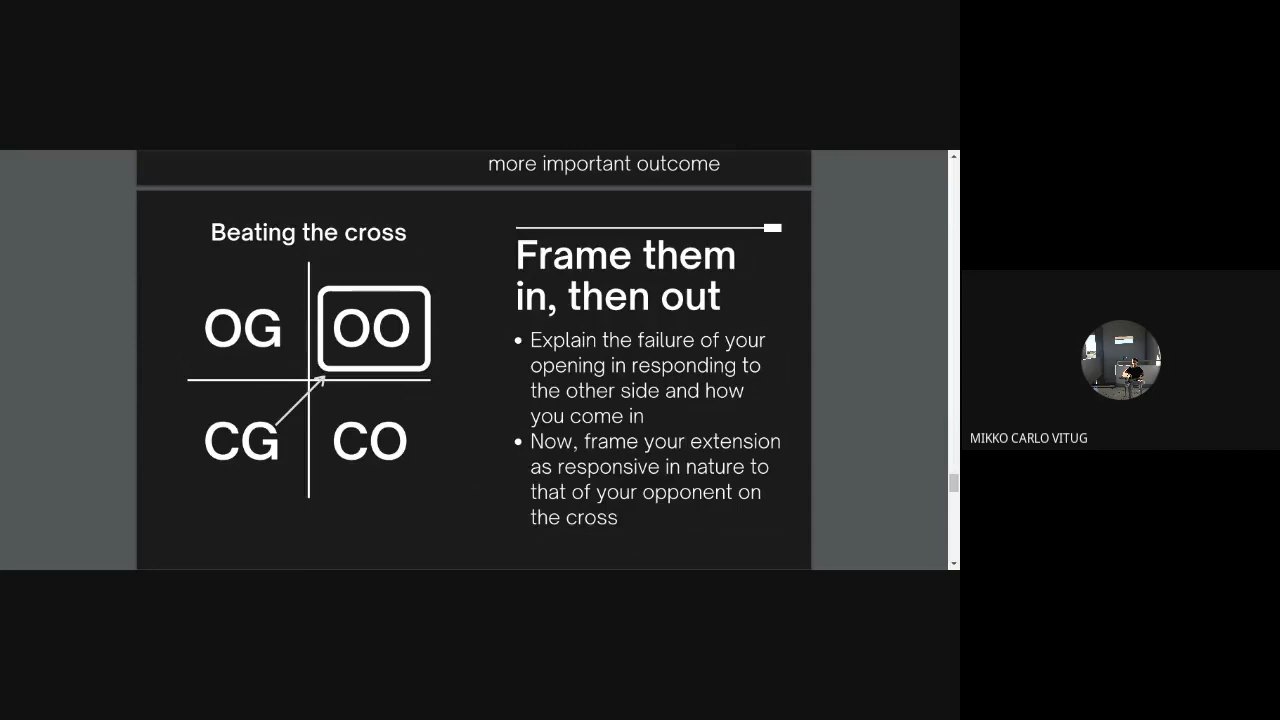 more important outcome
Beating the cross
OG
OO
CG
CO
Frame them
in, then out
• Explain the failure of your
opening in responding to
the other side and how
you come in
• Now, frame your extension
as responsive in nature to
that of your opponent on
the cross
MIKKO CARLO VITUG